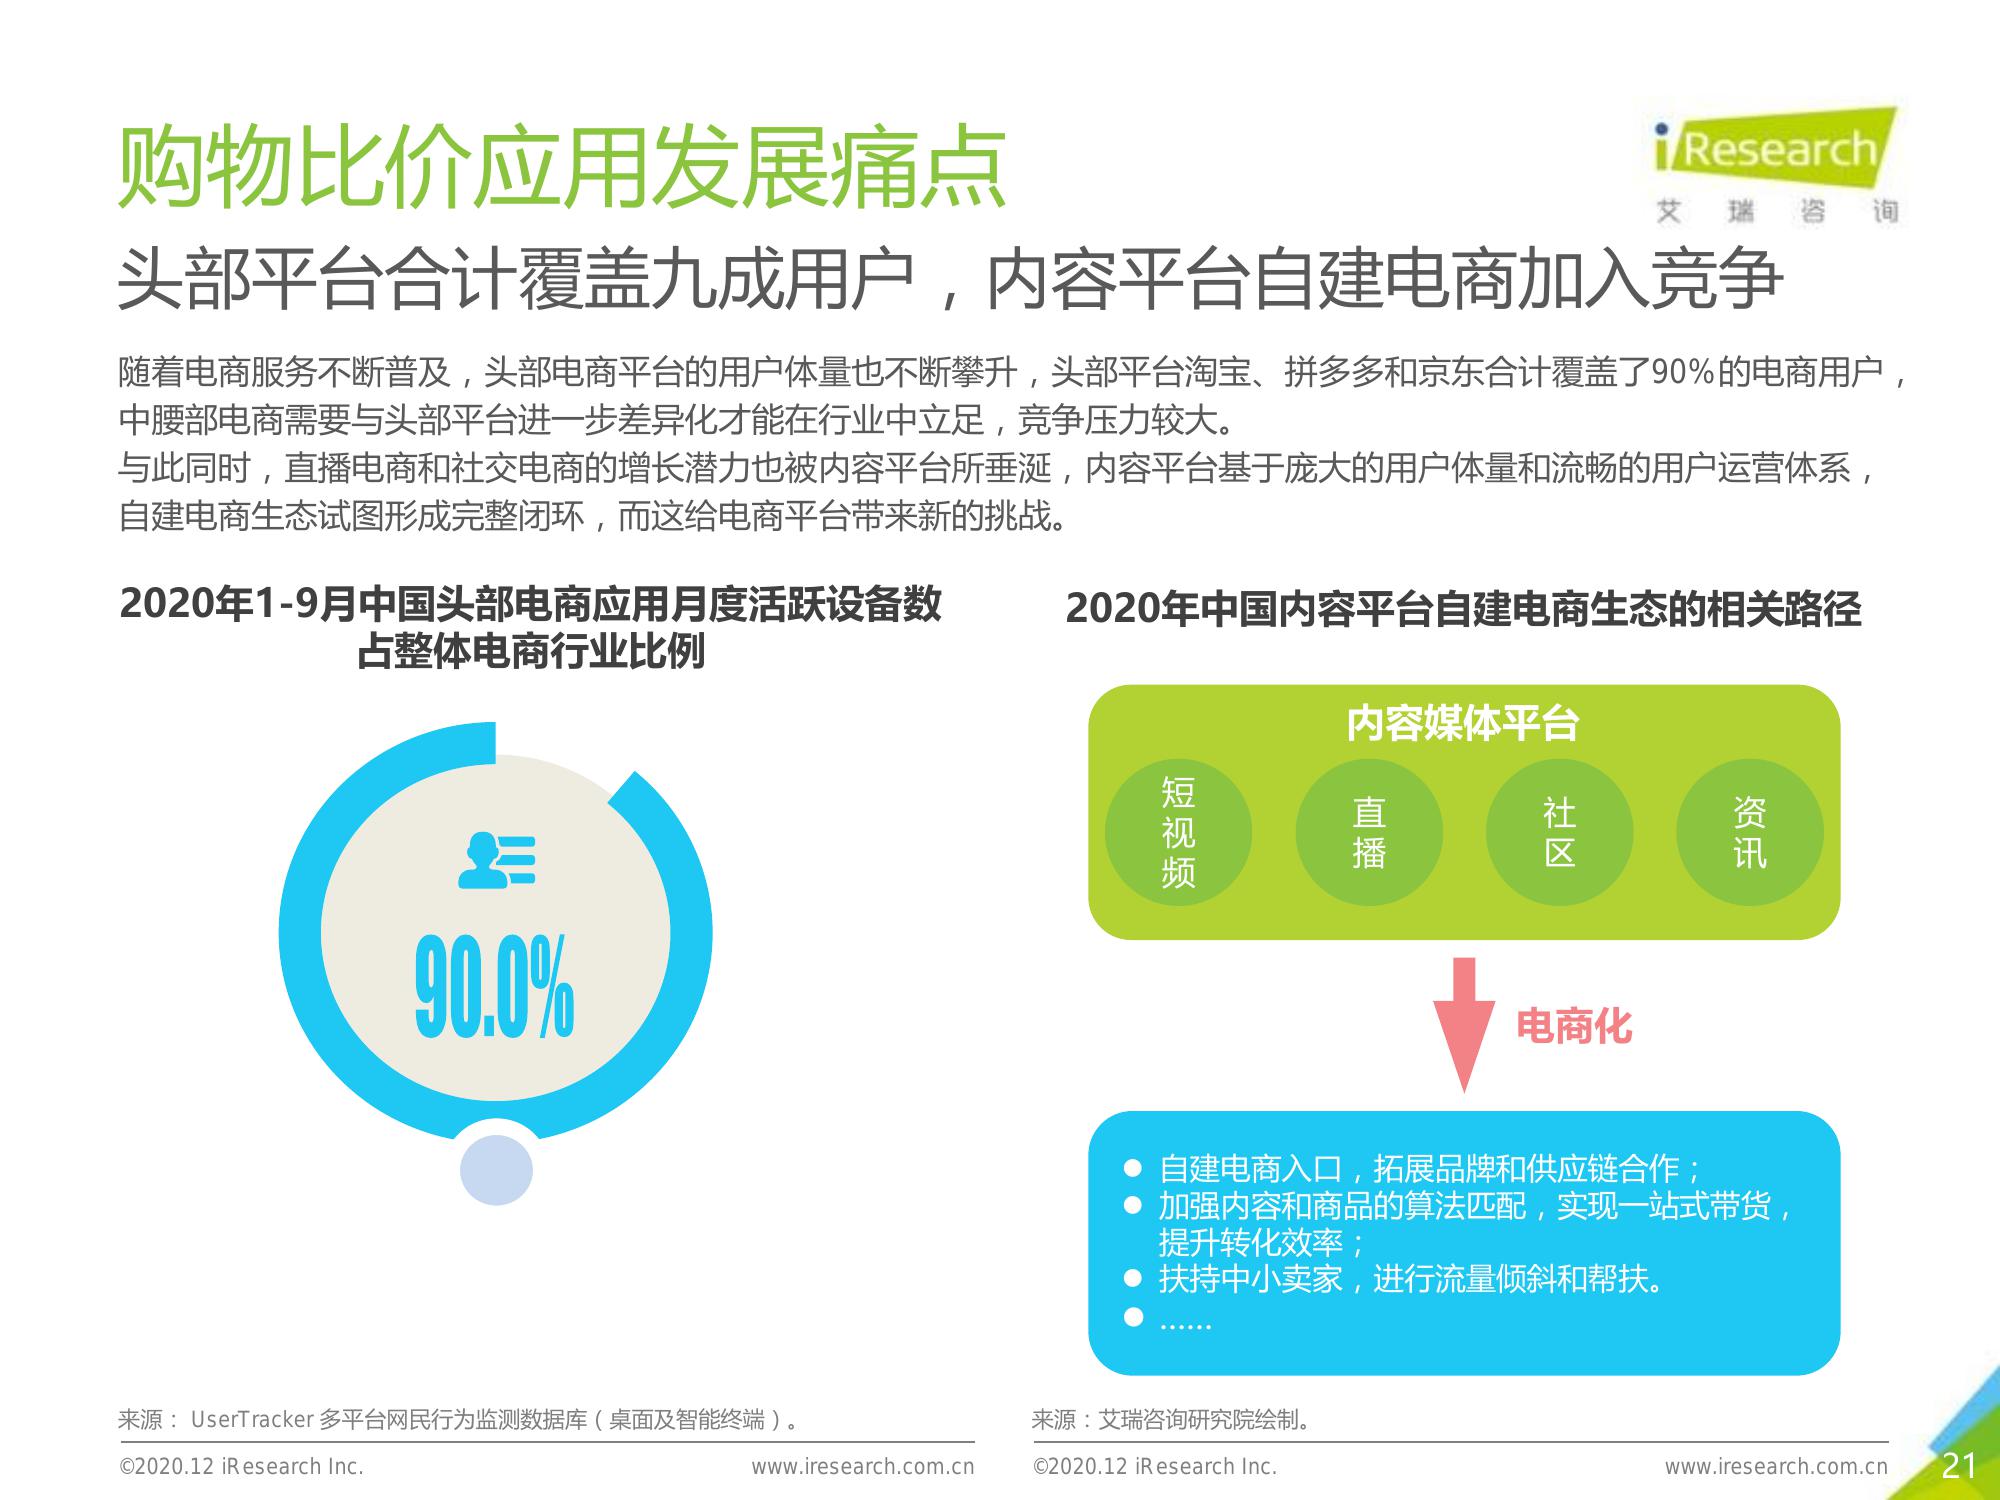 购物比价应用发展痛点
iResearch
艾瑞咨询
头部平台合计覆盖九成用户，内容平台自建电商加入竞争
随着电商服务不断普及，头部电商平台的用户体量也不断攀升，头部平台淘宝、拼多多和京东合计覆盖了90%的电商用户，
中腰部电商需要与头部平台进一步差异化才能在行业中立足，竞争压力较大。
与此同时，直播电商和社交电商的增长潜力也被内容平台所垂涎，内容平台基于庞大的用户体量和流畅的用户运营体系，
自建电商生态试图形成完整闭环，而这给电商平台带来新的挑战。
2020年1-9月中国头部电商应用月度活跃设备数
占整体电商行业比例
90.0%
来源： UserTracker 多平台网民行为监测数据库（桌面及智能终端）。
©2020.12 iResearch Inc.
www.iresearch.com.cn
2020年中国内容平台自建电商生态的相关路径
内容媒体平台
短视频
直播
社区
资讯
电商化
● 自建电商入口，拓展品牌和供应链合作；
● 加强内容和商品的算法匹配，实现一站式带货，
提升转化效率；
● 扶持中小卖家，进行流量倾斜和帮扶。
● ……
来源：艾瑞咨询研究院绘制。
©2020.12 iResearch Inc.
www.iresearch.com.cn
21